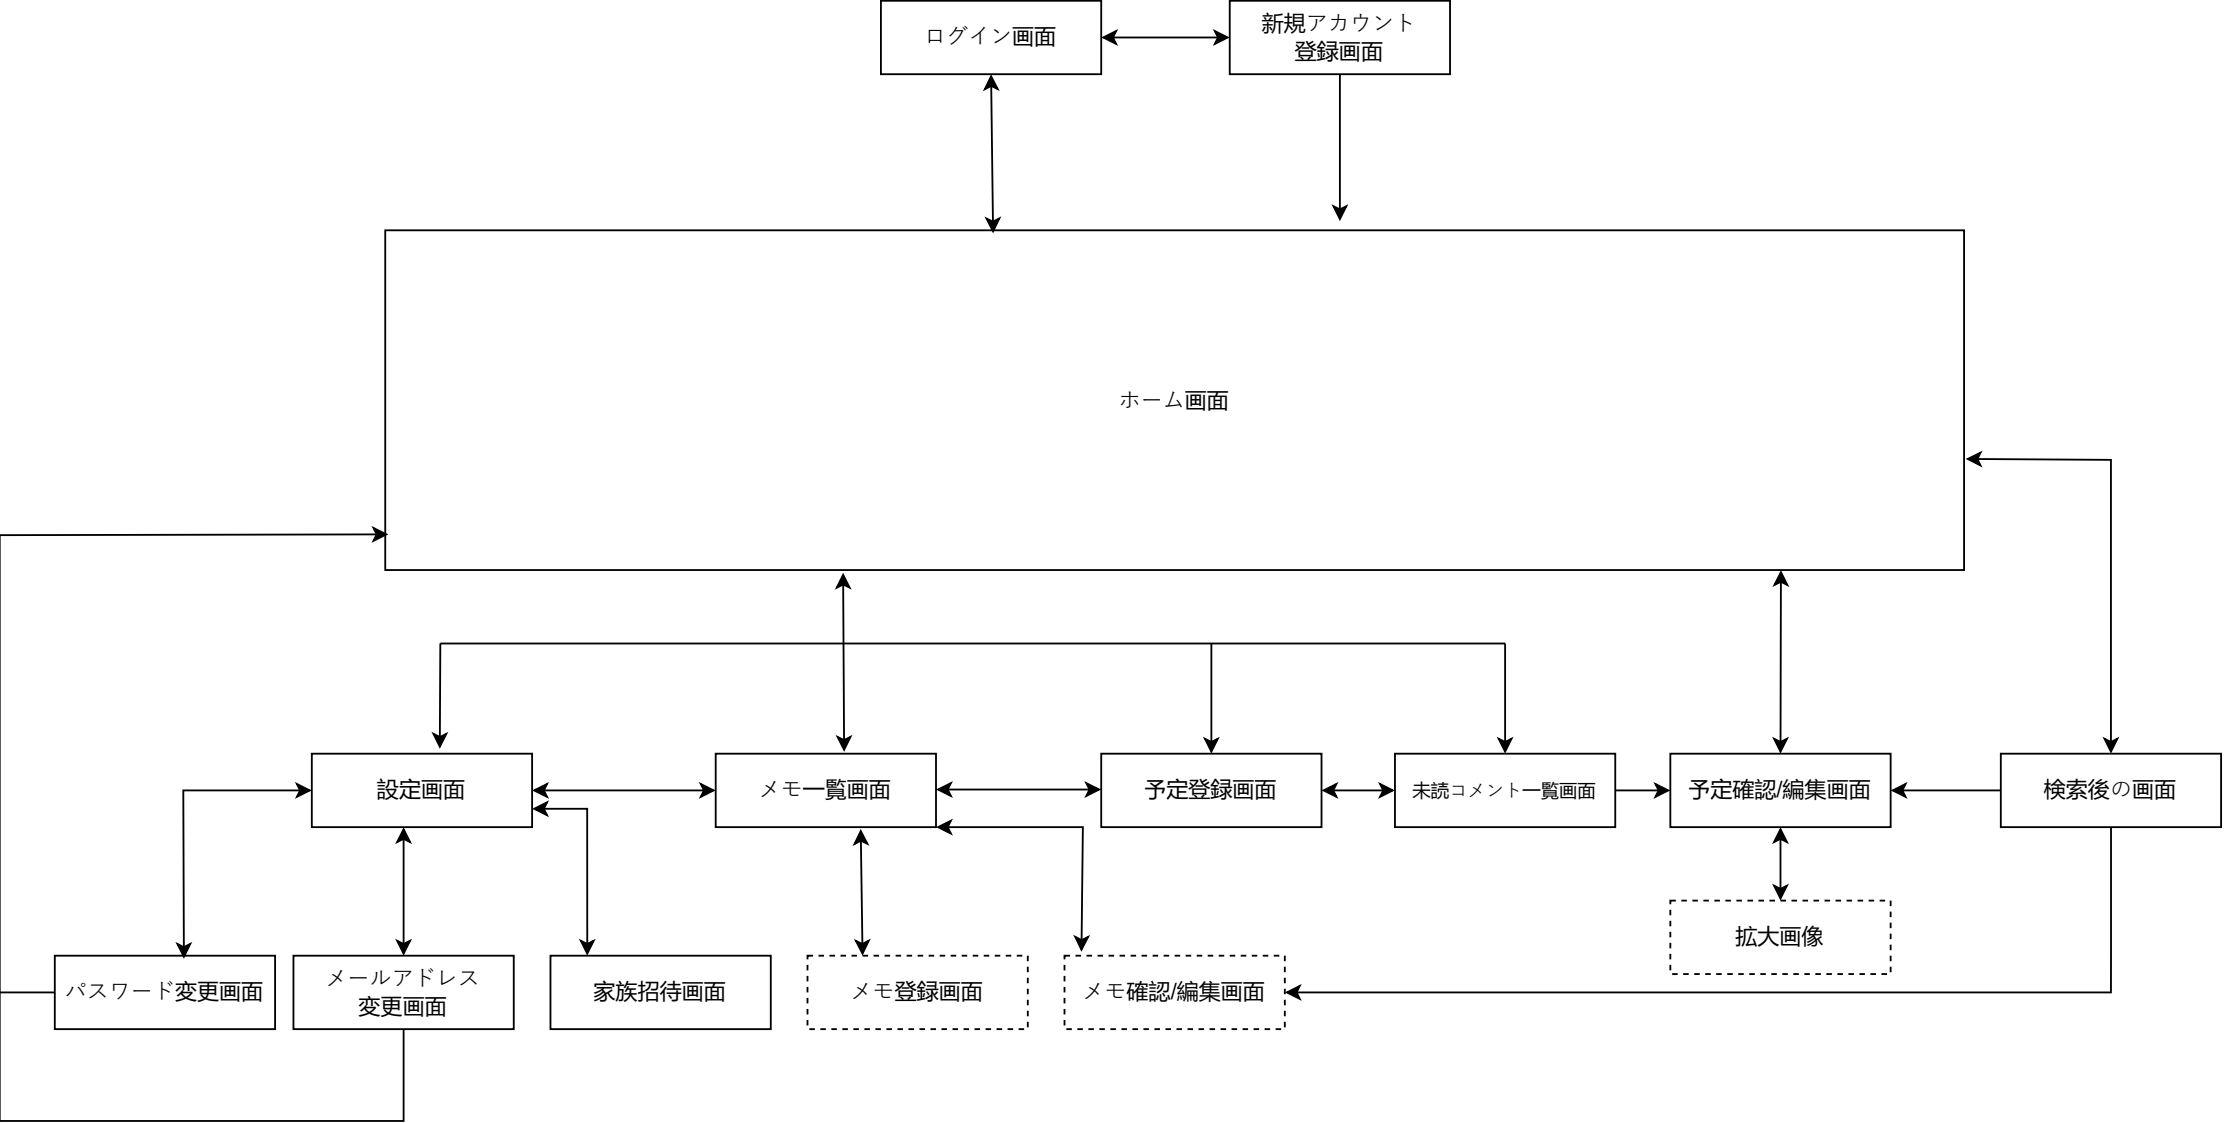 ログイン画面
新規アカウント
登録画面
ホーム画面
設定画面
メモ一覧画面
予定登録画面
未読コメント一覧画面
予定確認/編集画面
検索後の画面
拡大画像
パスワード変更画面
メールアドレス
変更画面
家族招待画面
メモ登録画面
メモ確認/編集画面